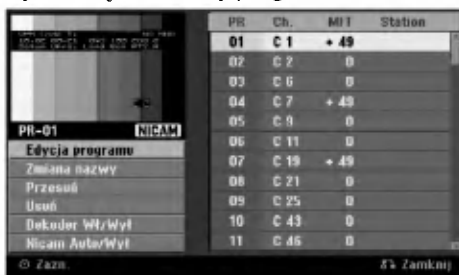 PR Ch. MFT Station
01 C 1 + 49
02 C 2 0
03 C 6 0
04 C 7 + 49
05 C 9 0
06 C 11 0
07 C 19 + 49
08 C 21 0
09 C 25 0
10 C 43 0
11 C 46 0
PR-01 NICAM
Edycja programu
Zmiana nazwy
Przesuń
Usuń
Dekoder Wł/Wył
Nicam Auto/Wył
Zazn.
Zamknij